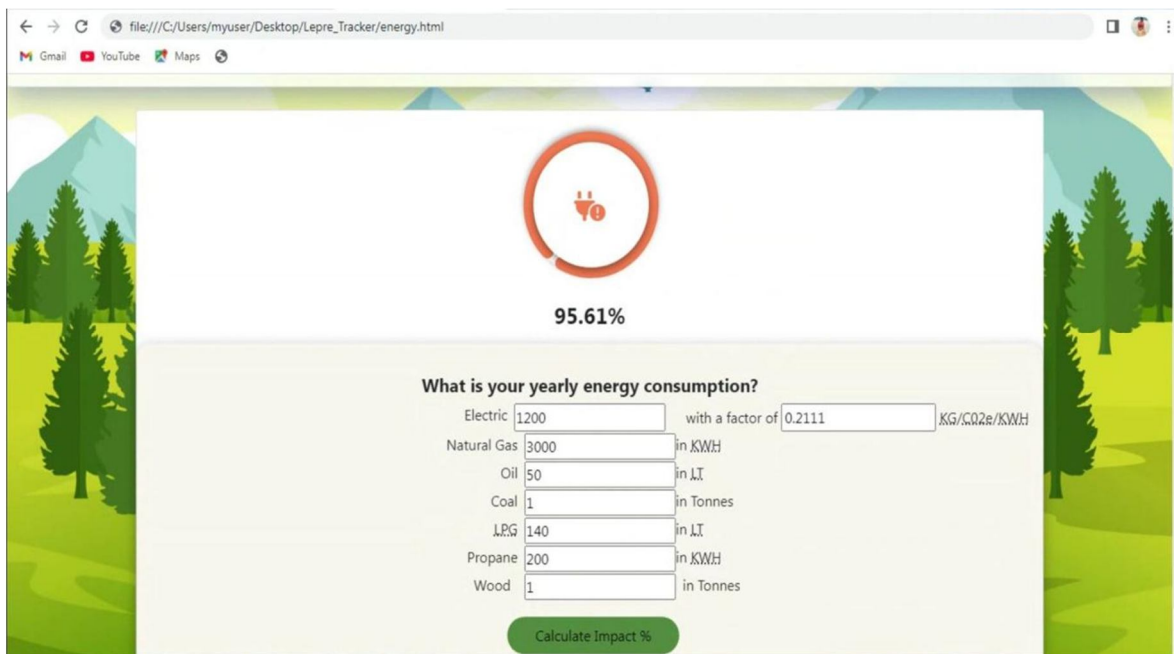 file:///C:/Users/myuser/Desktop/Lepre_Tracker/energy.html
Gmail YouTube Maps
95.61%
What is your yearly energy consumption?
Electric 1200 with a factor of 0.2111 KG/C02e/KWH
Natural Gas 3000 in KWH
Oil 50 in LT
Coal 1 in Tonnes
LPG 140 in LT
Propane 200 in KWH
Wood 1 in Tonnes
Calculate Impact %